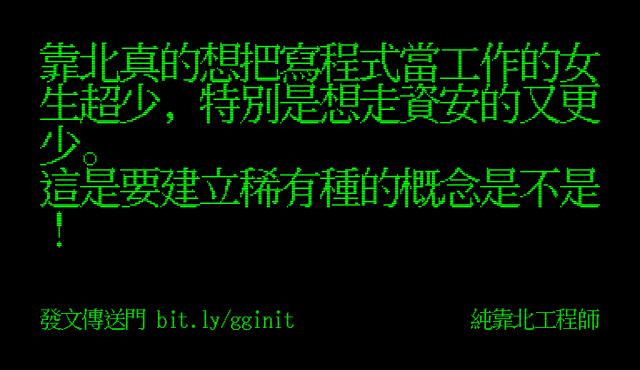 靠北真的想把寫程式當工作的女
生超少，特別是想走資安的又更
少。
這是要建立稀有種的概念是不是
！
發文傳送門 bit.ly/gginit
純靠北工程師